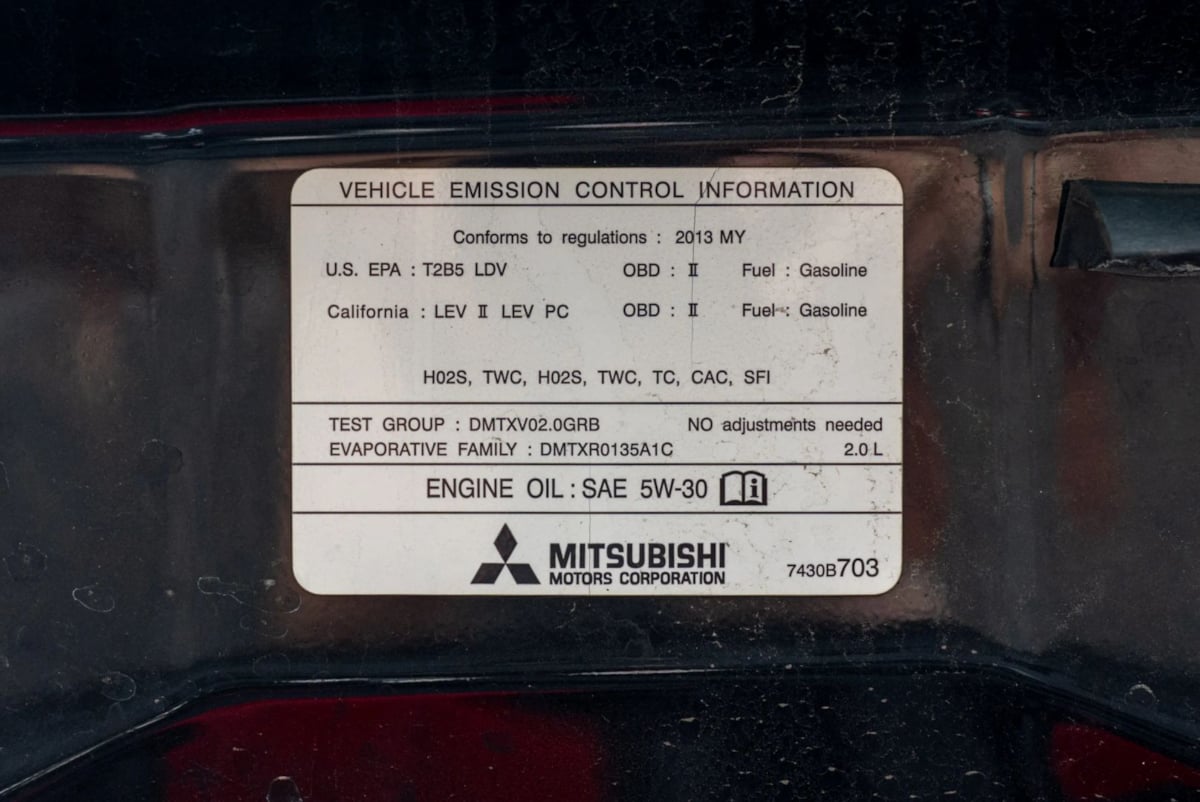 VEHICLE EMISSION CONTROL INFORMATION
Conforms to regulations : 2013 MY
U.S. EPA : T2B5 LDV OBD : II Fuel : Gasoline
California : LEV II LEV PC OBD : II Fuel : Gasoline
H02S, TWC, H02S, TWC, TC, CAC, SFI
TEST GROUP : DMTXV02.0GRB NO adjustments needed
EVAPORATIVE FAMILY : DMTXR0135A1C 2.0 L
ENGINE OIL : SAE 5W-30
MITSUBISHI
MOTORS CORPORATION
7430B703